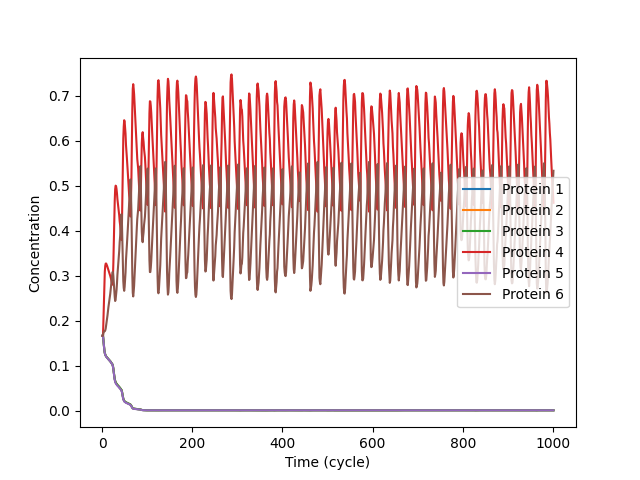 0.7
0.6
0.5
0.4
0.3
0.2
0.1
0.0
Concentration
0
200
400
600
800
1000
Time (cycle)
Protein 1
Protein 2
Protein 3
Protein 4
Protein 5
Protein 6